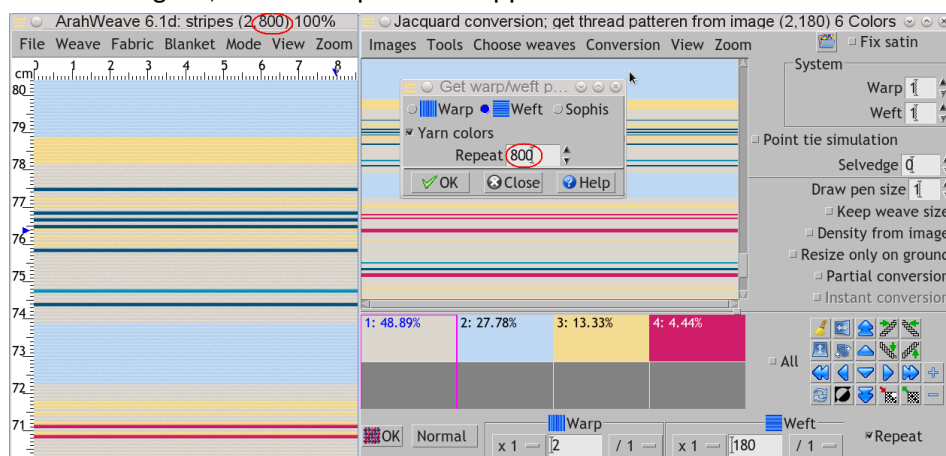 ArahWeave 6.1d: stripes (2,800) 100%
File Weave Fabric Blanket Mode View Zoom
cm
1 2 3 4 5 6 7 8
80
79
78
77
76
75
74
73
72
71
Jacquard conversion; get thread patteren from image (2,180) 6 Colors
Images Tools Choose weaves Conversion View Zoom
Get warp/weft p...
Warp Weft Sophis
Yarn colors
Repeat 800
OK Close Help
Fix satin
System
Warp 1
Weft 1
Point tie simulation
Selvedge 0
Draw pen size 1
Keep weave size
Density from image
Resize only on ground
Partial conversion
Instant conversion
1: 48.89% 2: 27.78% 3: 13.33% 4: 4.44%
All
Warp Weft
OK Normal x 1 2 / 1 x 1 180 / 1 Repeat